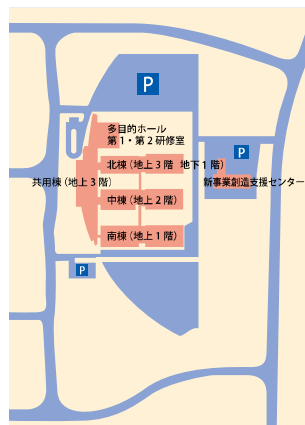 P
多目的ホール
第1・第2研修室
P
北棟(地上3階 地下1階)
共用棟(地上3階)
新事業創造支援センター
中棟(地上2階)
南棟(地上1階)
P